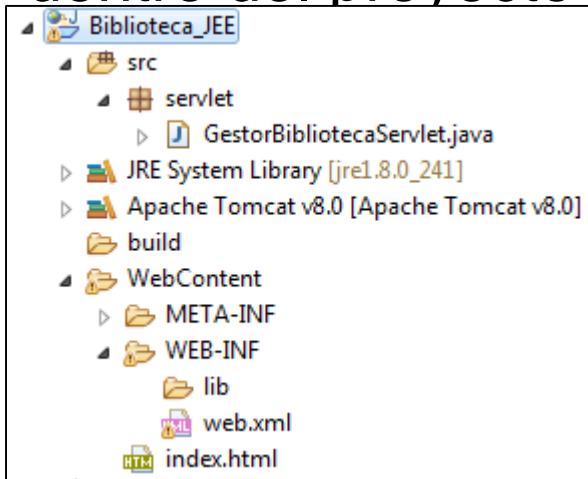 Biblioteca_JEE
src
servlet
GestorBibliotecaServlet.java
JRE System Library [jre1.8.0_241]
Apache Tomcat v8.0 [Apache Tomcat v8.0]
build
WebContent
META-INF
WEB-INF
lib
web.xml
index.html